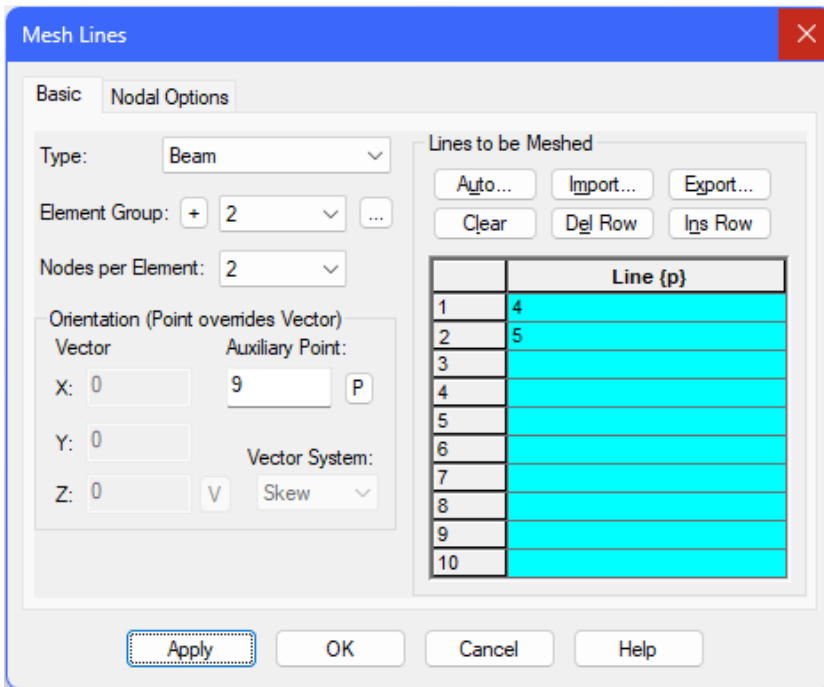 Mesh Lines
Basic
Nodal Options
Type:
Beam
Element Group:
+
2
...
Nodes per Element:
2
Orientation (Point overrides Vector)
Vector
Auxiliary Point:
X:
0
9
P
Y:
0
Vector System:
Z:
0
V
Skew
Lines to be Meshed
Auto...
Import...
Export...
Clear
Del Row
Ins Row
Line {p}
1
4
2
5
3
4
5
6
7
8
9
10
Apply
OK
Cancel
Help